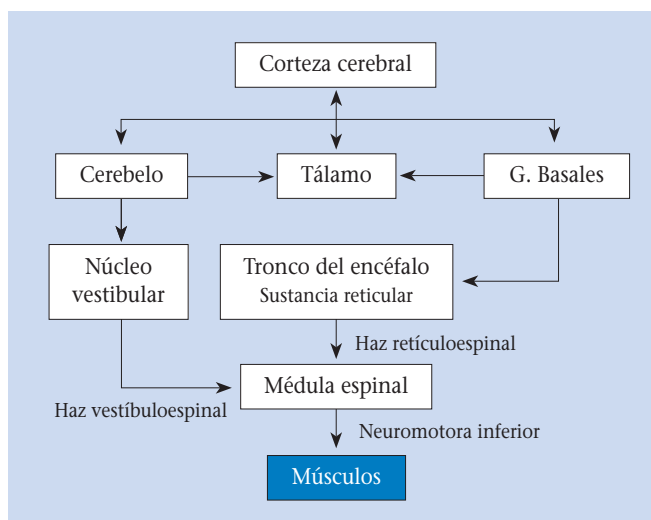 Corteza cerebral
Cerebelo
Tálamo
G. Basales
Núcleo
vestibular
Tronco del encéfalo
Sustancia reticular
Haz retículoespinal
Médula espinal
Haz vestíbuloespinal
Neuromotora inferior
Músculos